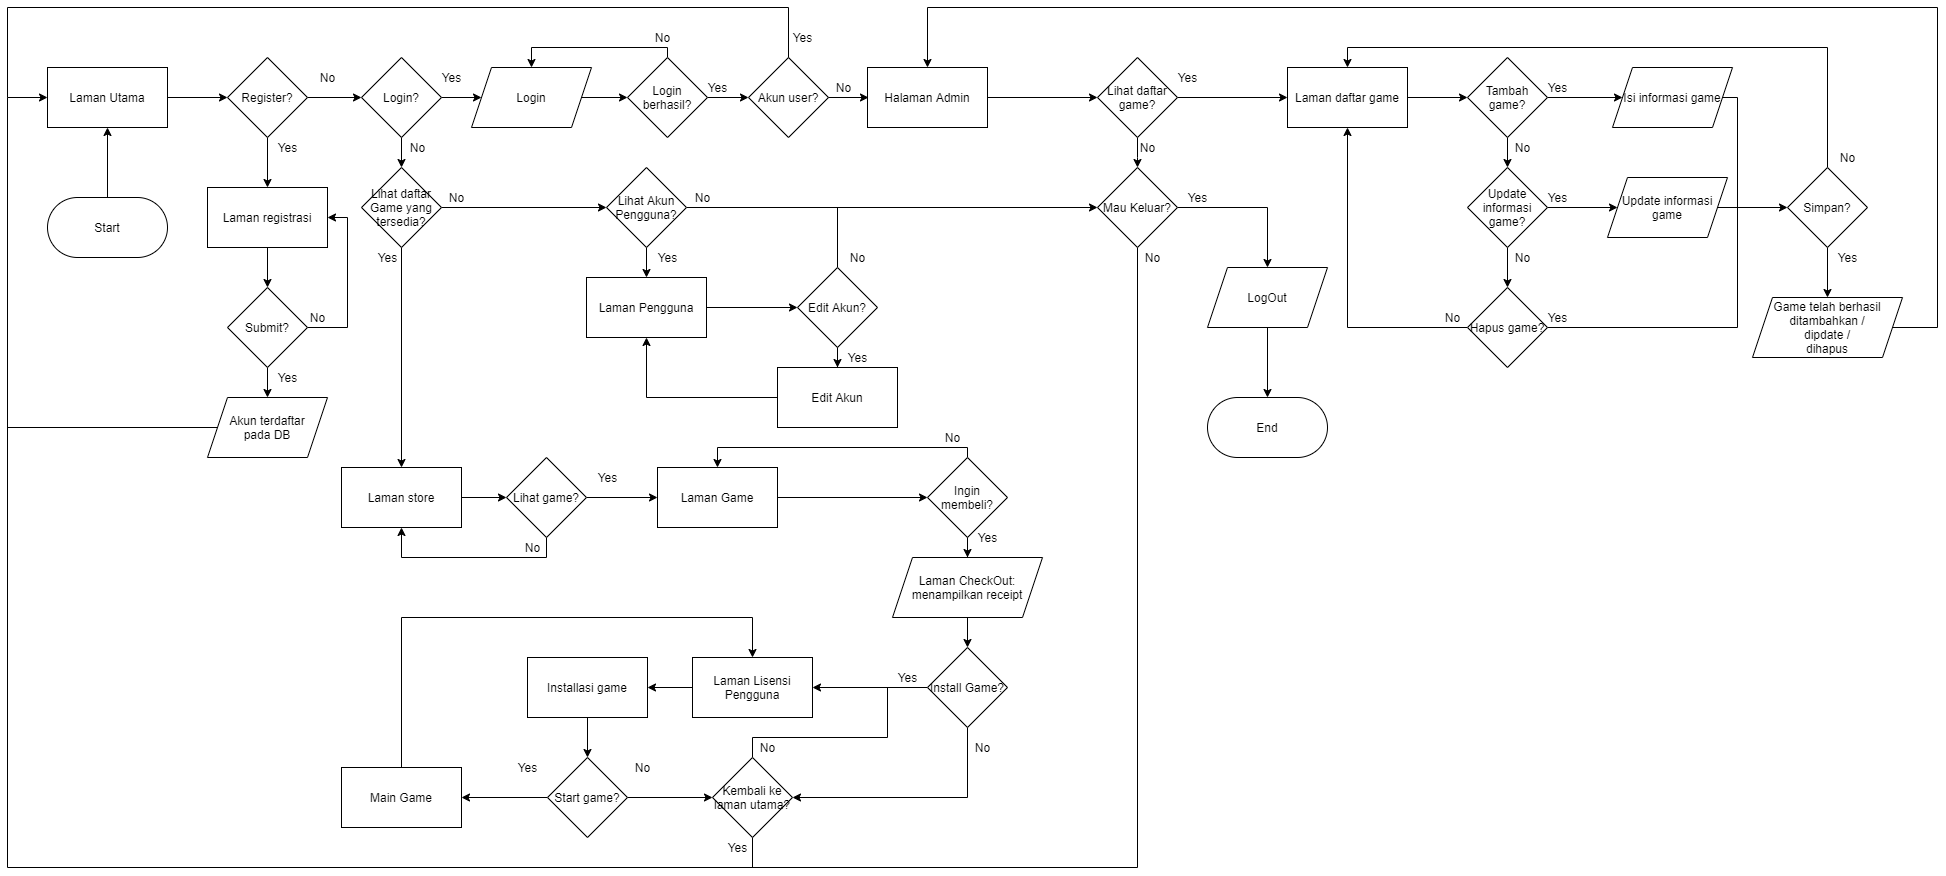 Yes
No
Laman Utama
Register?
No
Login?
Yes
Login
Login
berhasil?
Yes
Akun user?
No
Halaman Admin
Lihat daftar
game?
Yes
Laman daftar game
Tambah
game?
Yes
Isi informasi game
Yes
No
No
No
No
Start
Laman registrasi
Lihat daftar
Game yang
tersedia?
No
Lihat Akun
Pengguna?
No
Mau Keluar?
Yes
Update
informasi
game?
Yes
Update informasi
game
Simpan?
Yes
Yes
No
No
No
Yes
Submit?
No
Laman Pengguna
Edit Akun?
LogOut
No
Hapus game?
Yes
Game telah berhasil
ditambahkan /
dipdate /
dihapus
Yes
Yes
Akun terdaftar
pada DB
Edit Akun
End
No
Laman store
Lihat game?
Yes
Laman Game
Ingin
membeli?
No
Yes
Laman CheckOut:
menampilkan receipt
Installasi game
Laman Lisensi
Pengguna
Yes
Install Game?
No
No
Yes
No
Main Game
Start game?
Kembali ke
laman utama?
Yes